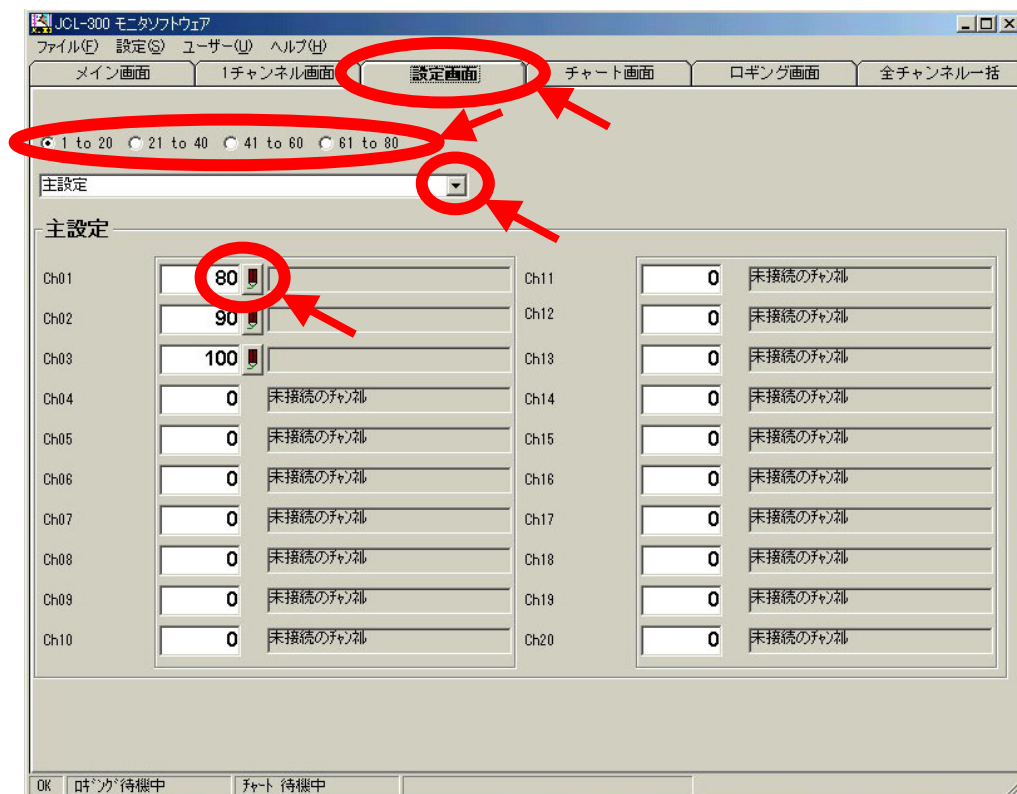 JCL-300 モニタソフトウェア
ファイル(F) 設定(S) ユーザー(U) ヘルプ(H)
メイン画面 1チャンネル画面 設定画面 チャート画面 ロギング画面 全チャンネル一括
1 to 20 21 to 40 41 to 60 61 to 80
主設定
主設定
Ch01 80
Ch02 90
Ch03 100
Ch04 0 未接続のﾁｬﾝﾈﾙ
Ch05 0 未接続のﾁｬﾝﾈﾙ
Ch06 0 未接続のﾁｬﾝﾈﾙ
Ch07 0 未接続のﾁｬﾝﾈﾙ
Ch08 0 未接続のﾁｬﾝﾈﾙ
Ch09 0 未接続のﾁｬﾝﾈﾙ
Ch10 0 未接続のﾁｬﾝﾈﾙ
Ch11 0 未接続のﾁｬﾝﾈﾙ
Ch12 0 未接続のﾁｬﾝﾈﾙ
Ch13 0 未接続のﾁｬﾝﾈﾙ
Ch14 0 未接続のﾁｬﾝﾈﾙ
Ch15 0 未接続のﾁｬﾝﾈﾙ
Ch16 0 未接続のﾁｬﾝﾈﾙ
Ch17 0 未接続のﾁｬﾝﾈﾙ
Ch18 0 未接続のﾁｬﾝﾈﾙ
Ch19 0 未接続のﾁｬﾝﾈﾙ
Ch20 0 未接続のﾁｬﾝﾈﾙ
OK ﾛｷﾞﾝｸﾞ待機中 ﾁｬｰﾄ 待機中